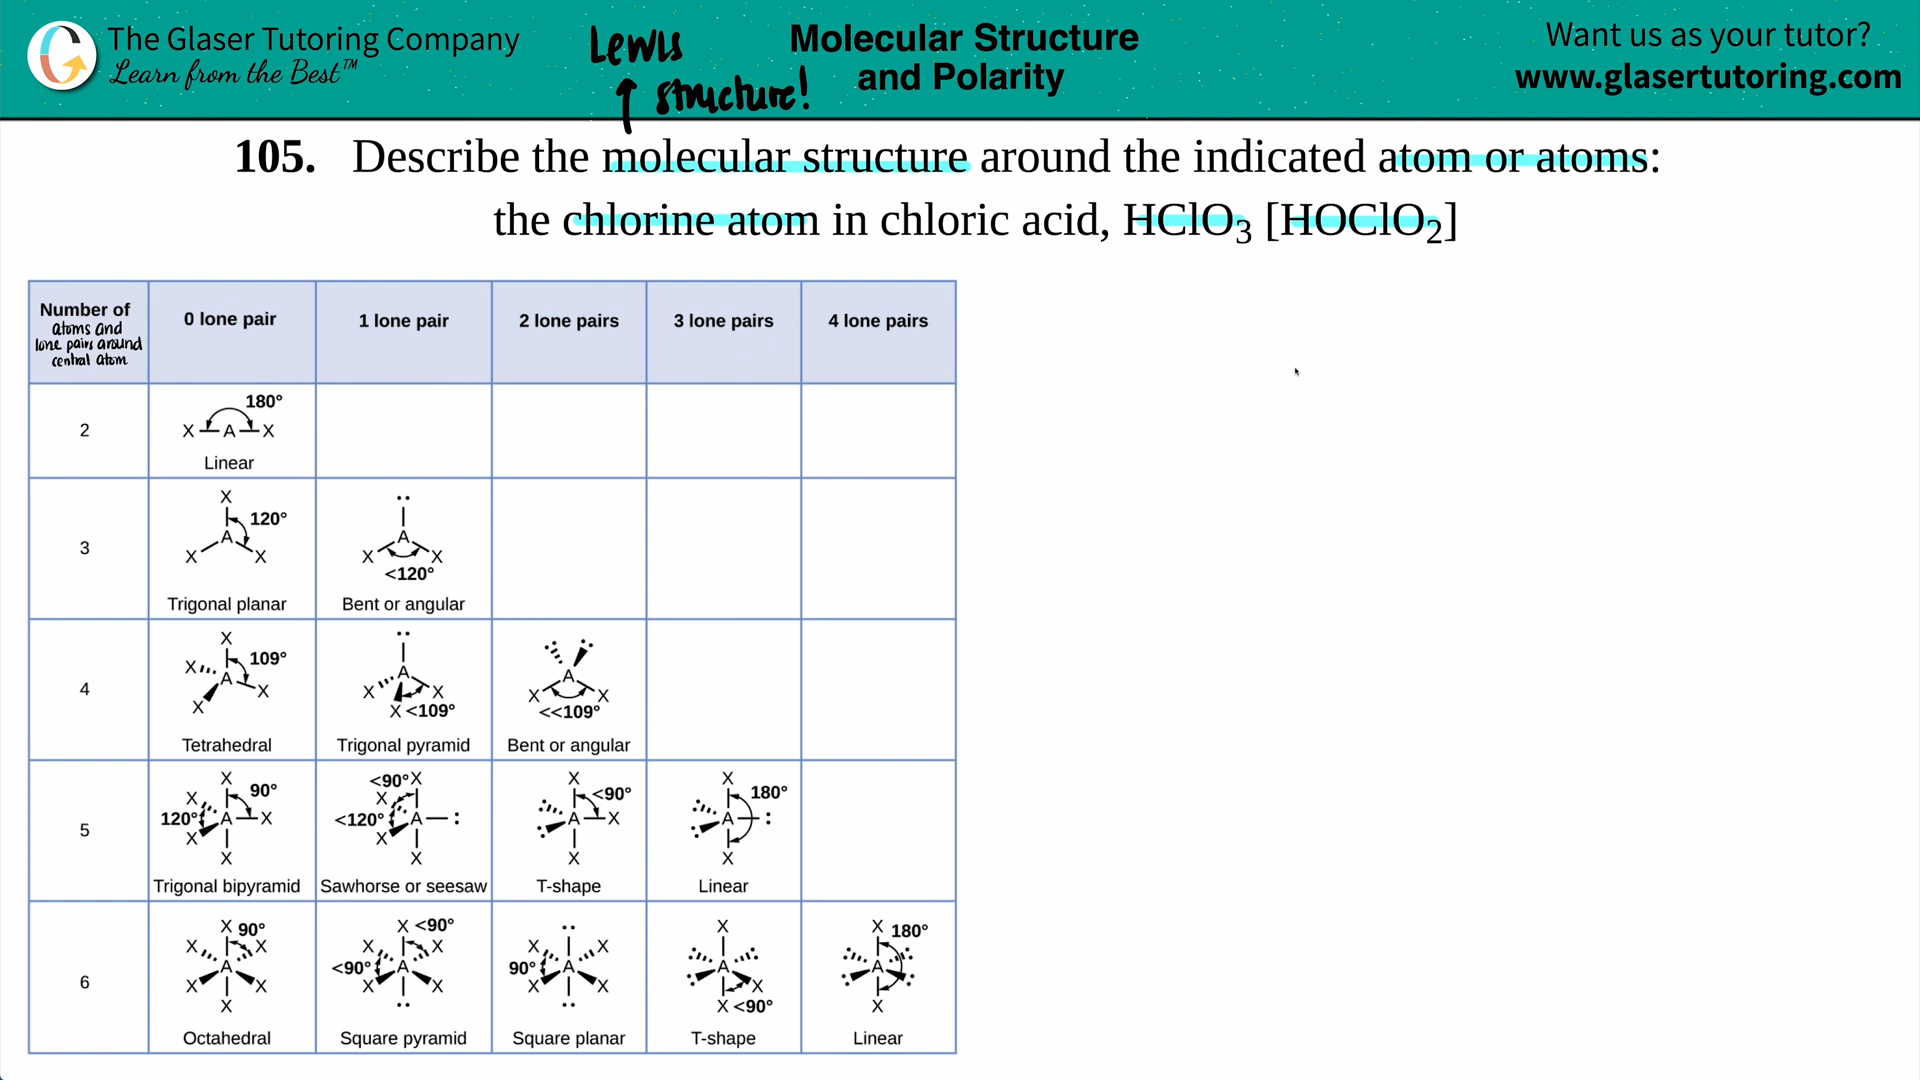 The Glaser Tutoring Company
Learn from the Best™
Lewis
structure!
Molecular Structure
and Polarity
Want us as your tutor?
www.glasertutoring.com
105. Describe the molecular structure around the indicated atom or atoms:
the chlorine atom in chloric acid, HClO₃ [HOClO₂]
Number of
atoms and
lone pairs around
central atom
0 lone pair
1 lone pair
2 lone pairs
3 lone pairs
4 lone pairs
2
180°
X A X
Linear
3
X
120°
A
X X
Trigonal planar
A
X X
<120°
Bent or angular
4
X
109°
X A
X
X
Tetrahedral
A
X X
X <109°
Trigonal pyramid
A
X X
<<109°
Bent or angular
5
X
X 90°
120° A X
X
X
Trigonal bipyramid
<90° X
X
<120° A :
X
X
Sawhorse or seesaw
X
<90°
A X
X
T-shape
X
180°
A :
X
Linear
6
X 90°
X X
A
X X
X
Octahedral
X <90°
X X
<90° A
X X
Square pyramid
X X
90° A
X X
Square planar
X
A
X
X <90°
T-shape
X 180°
A
X
Linear